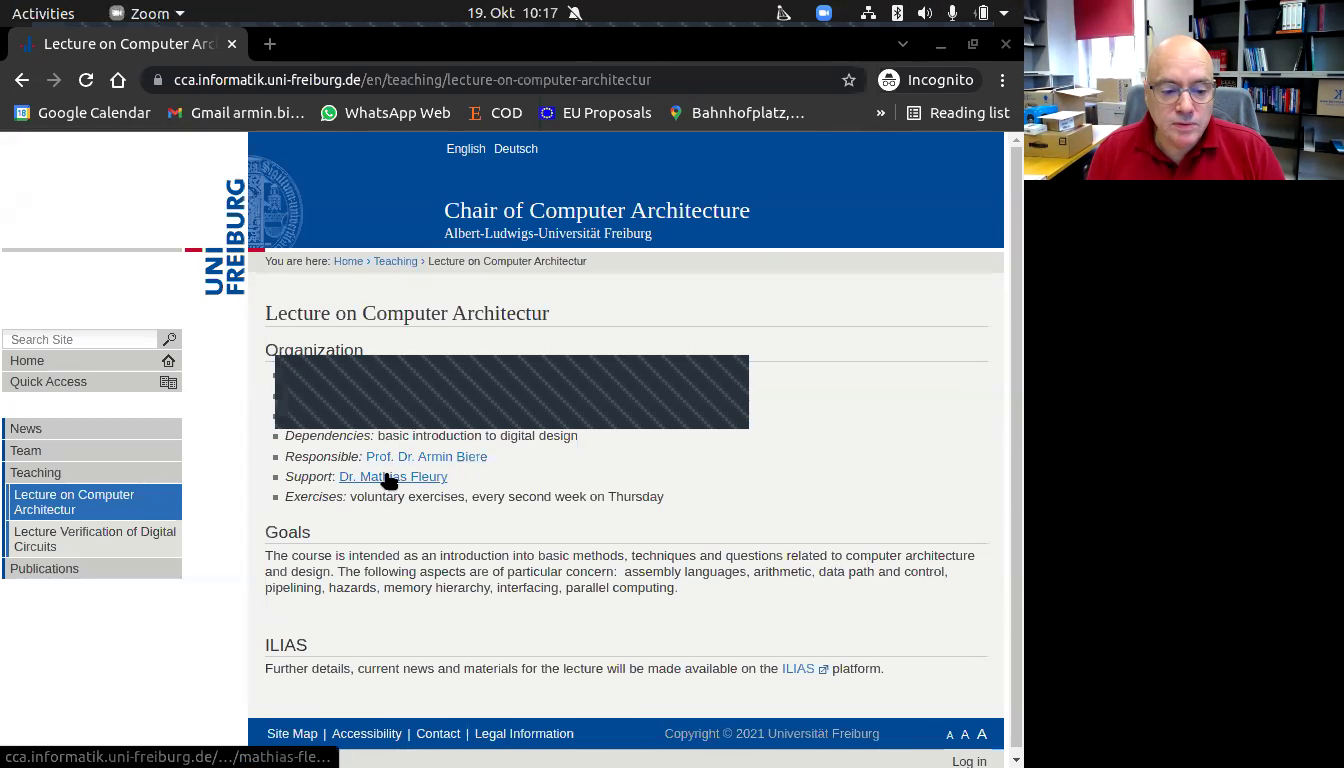 Activities Zoom 19. Okt 10:17
Lecture on Computer Arc
cca.informatik.uni-freiburg.de/en/teaching/lecture-on-computer-architectur Incognito
Google Calendar Gmail armin.bi… WhatsApp Web COD EU Proposals Bahnhofplatz,… » Reading list
English Deutsch
UNI FREIBURG
Chair of Computer Architecture
Albert-Ludwigs-Universität Freiburg
You are here: Home › Teaching › Lecture on Computer Architectur
Search Site
Home
Quick Access
News
Team
Teaching
Lecture on Computer
Architectur
Lecture Verification of Digital
Circuits
Publications
Lecture on Computer Architectur
Organization
Dependencies: basic introduction to digital design
Responsible: Prof. Dr. Armin Biere
Support: Dr. Mathias Fleury
Exercises: voluntary exercises, every second week on Thursday
Goals
The course is intended as an introduction into basic methods, techniques and questions related to computer architecture
and design. The following aspects are of particular concern: assembly languages, arithmetic, data path and control,
pipelining, hazards, memory hierarchy, interfacing, parallel computing.
ILIAS
Further details, current news and materials for the lecture will be made available on the ILIAS platform.
Site Map | Accessibility | Contact | Legal Information Copyright © 2021 Universität Freiburg A A A
cca.informatik.uni-freiburg.de/…/mathias-fle…
Log in